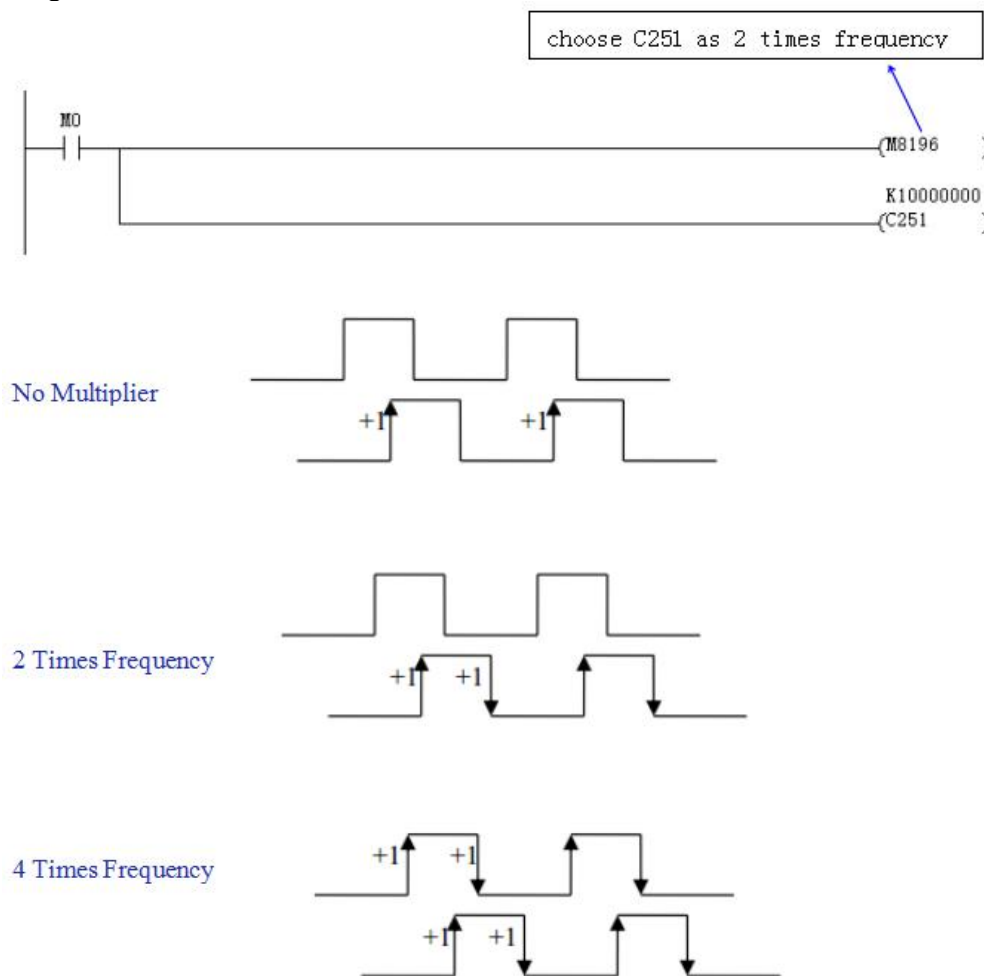 choose C251 as 2 times frequency
M0
(M8196 )
K10000000
(C251 )
No Multiplier
+1 +1
2 Times Frequency
+1 +1
4 Times Frequency
+1 +1
+1 +1